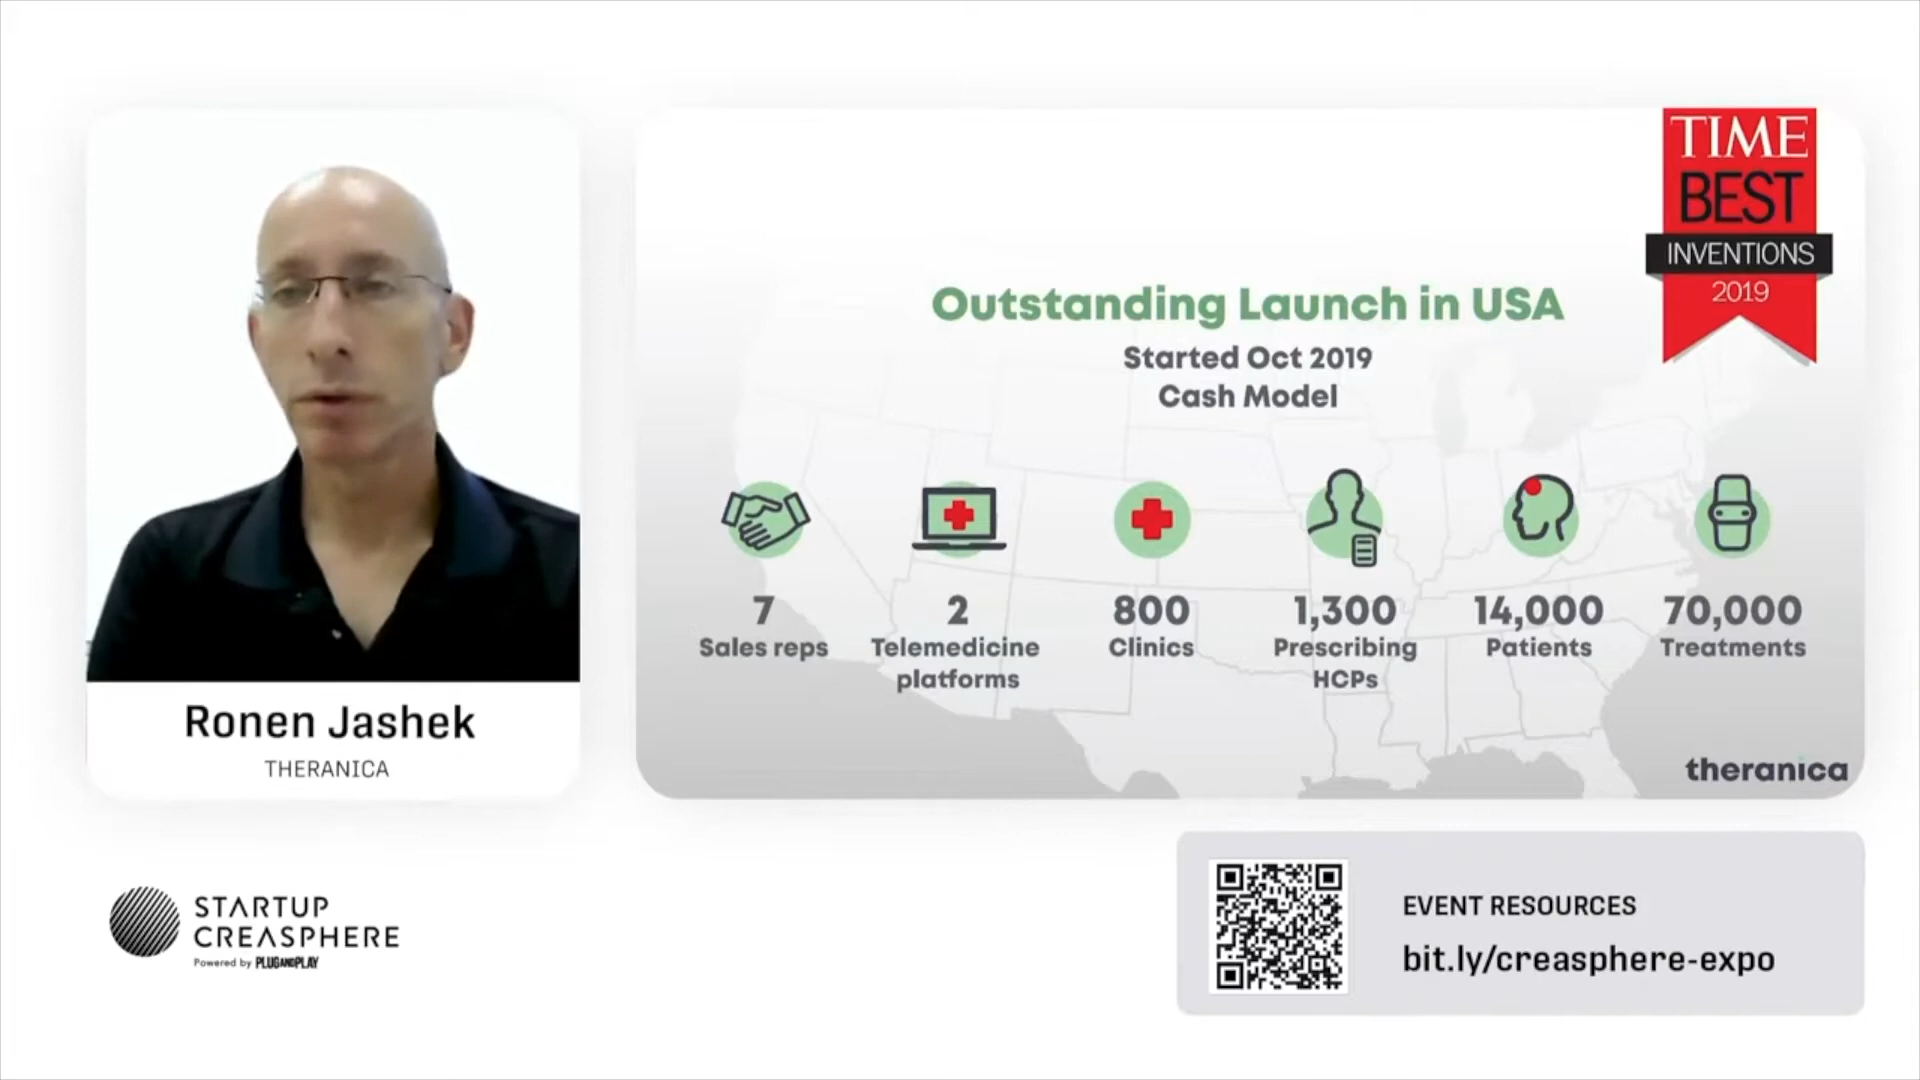 TIME
BEST
INVENTIONS
2019
Outstanding Launch in USA
Started Oct 2019
Cash Model
7
Sales reps
2
Telemedicine
platforms
800
Clinics
1,300
Prescribing
HCPs
14,000
Patients
70,000
Treatments
theranica
Ronen Jashek
THERANICA
STARTUP
CREASPHERE
Powered by PLUGANDPLAY
EVENT RESOURCES
bit.ly/creasphere-expo